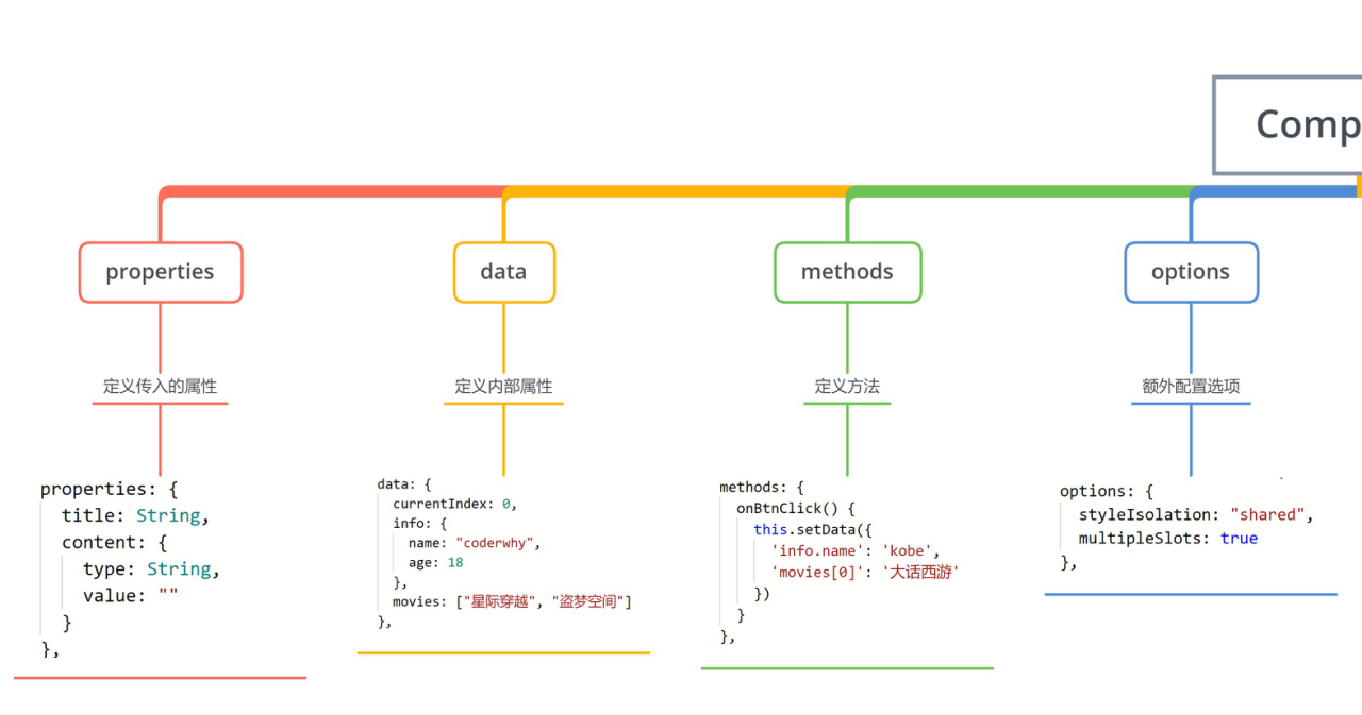 Comp
properties
data
methods
options
定义传入的属性
定义内部属性
定义方法
额外配置选项
properties: {
title: String,
content: {
type: String,
value: ""
}
},
data: {
currentIndex: 0,
info: {
name: "coderwhy",
age: 18
},
movies: ["星际穿越", "盗梦空间"]
},
methods: {
onBtnClick() {
this.setData({
'info.name': 'kobe',
'movies[0]': '大话西游'
})
}
},
options: {
styleIsolation: "shared",
multipleSlots: true
},